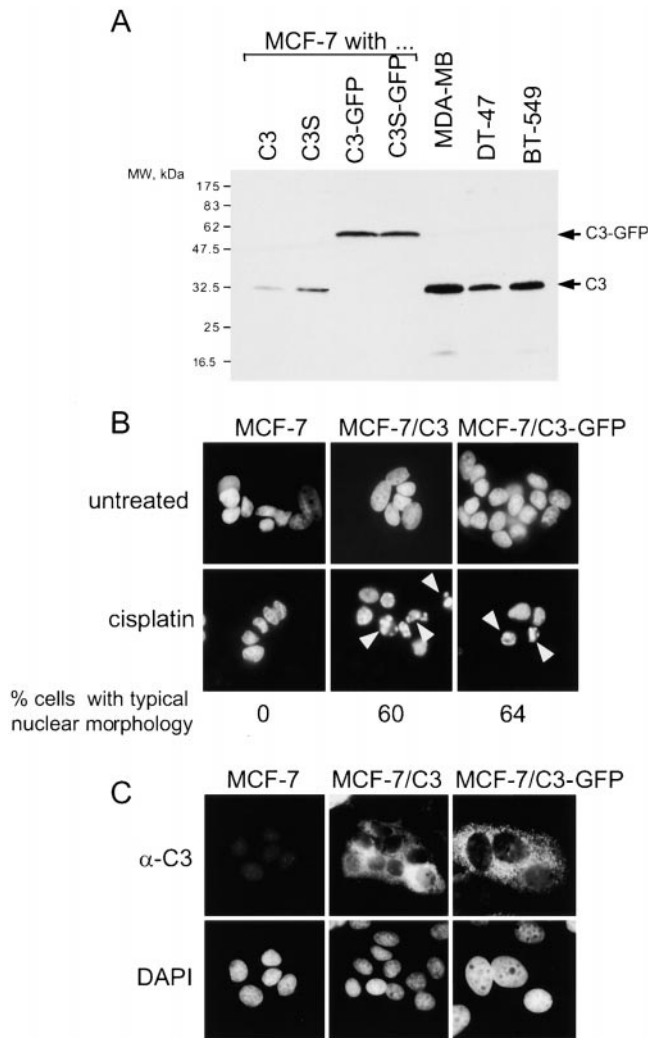 A
MCF-7 with ...
C3
C3S
C3-GFP
C3S-GFP
MDA-MB
DT-47
BT-549
MW, kDa
175
83
62
47.5
32.5
25
16.5
C3-GFP
C3
B
MCF-7 MCF-7/C3 MCF-7/C3-GFP
untreated
cisplatin
% cells with typical
nuclear morphology
0 60 64
C
MCF-7 MCF-7/C3 MCF-7/C3-GFP
α-C3
DAPI